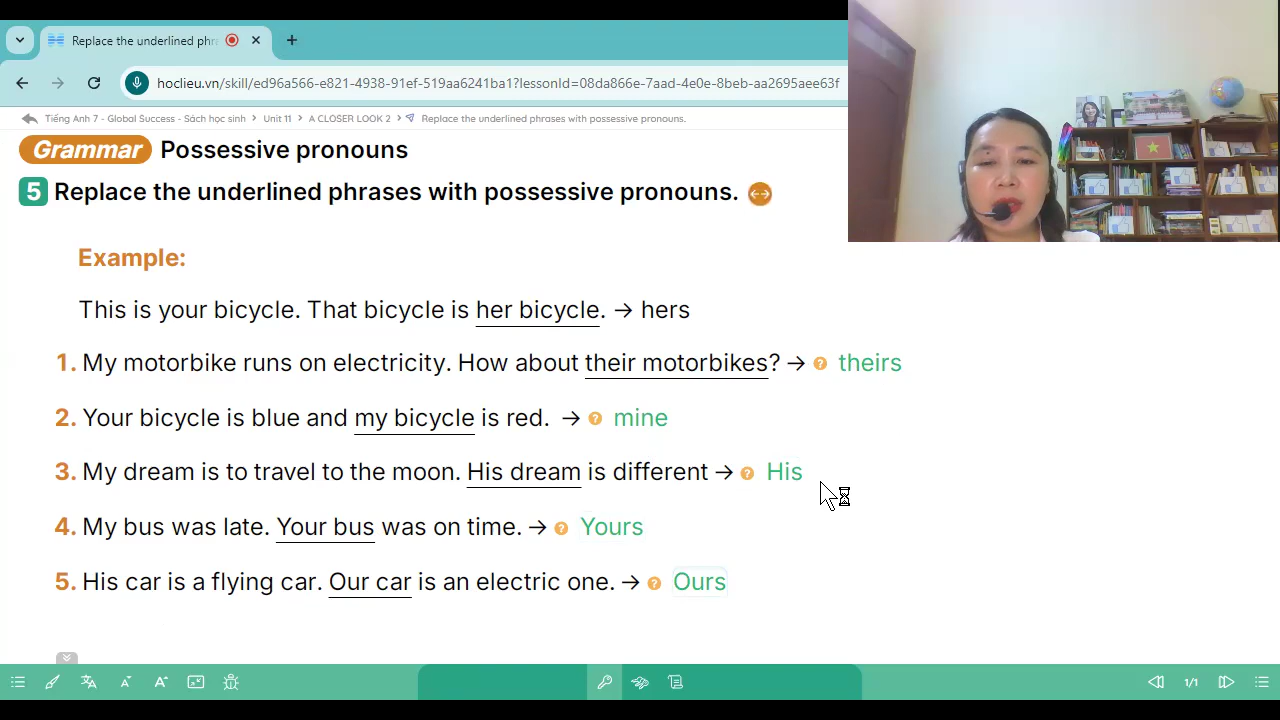 Replace the underlined phra
hoclieu.vn/skill/ed96a566-e821-4938-91ef-519aa6241ba1?lessonId=08da866e-7aad-4e0e-8beb-aa2695aee63f
Tiếng Anh 7 - Global Success - Sách học sinh > Unit 11 > A CLOSER LOOK 2 > Replace the underlined phrases with possessive pronouns.
Grammar Possessive pronouns
5 Replace the underlined phrases with possessive pronouns.
Example:
This is your bicycle. That bicycle is her bicycle. → hers
1. My motorbike runs on electricity. How about their motorbikes? → ? theirs
2. Your bicycle is blue and my bicycle is red. → ? mine
3. My dream is to travel to the moon. His dream is different → ? His
4. My bus was late. Your bus was on time. → ? Yours
5. His car is a flying car. Our car is an electric one. → ? Ours
A A 1/1